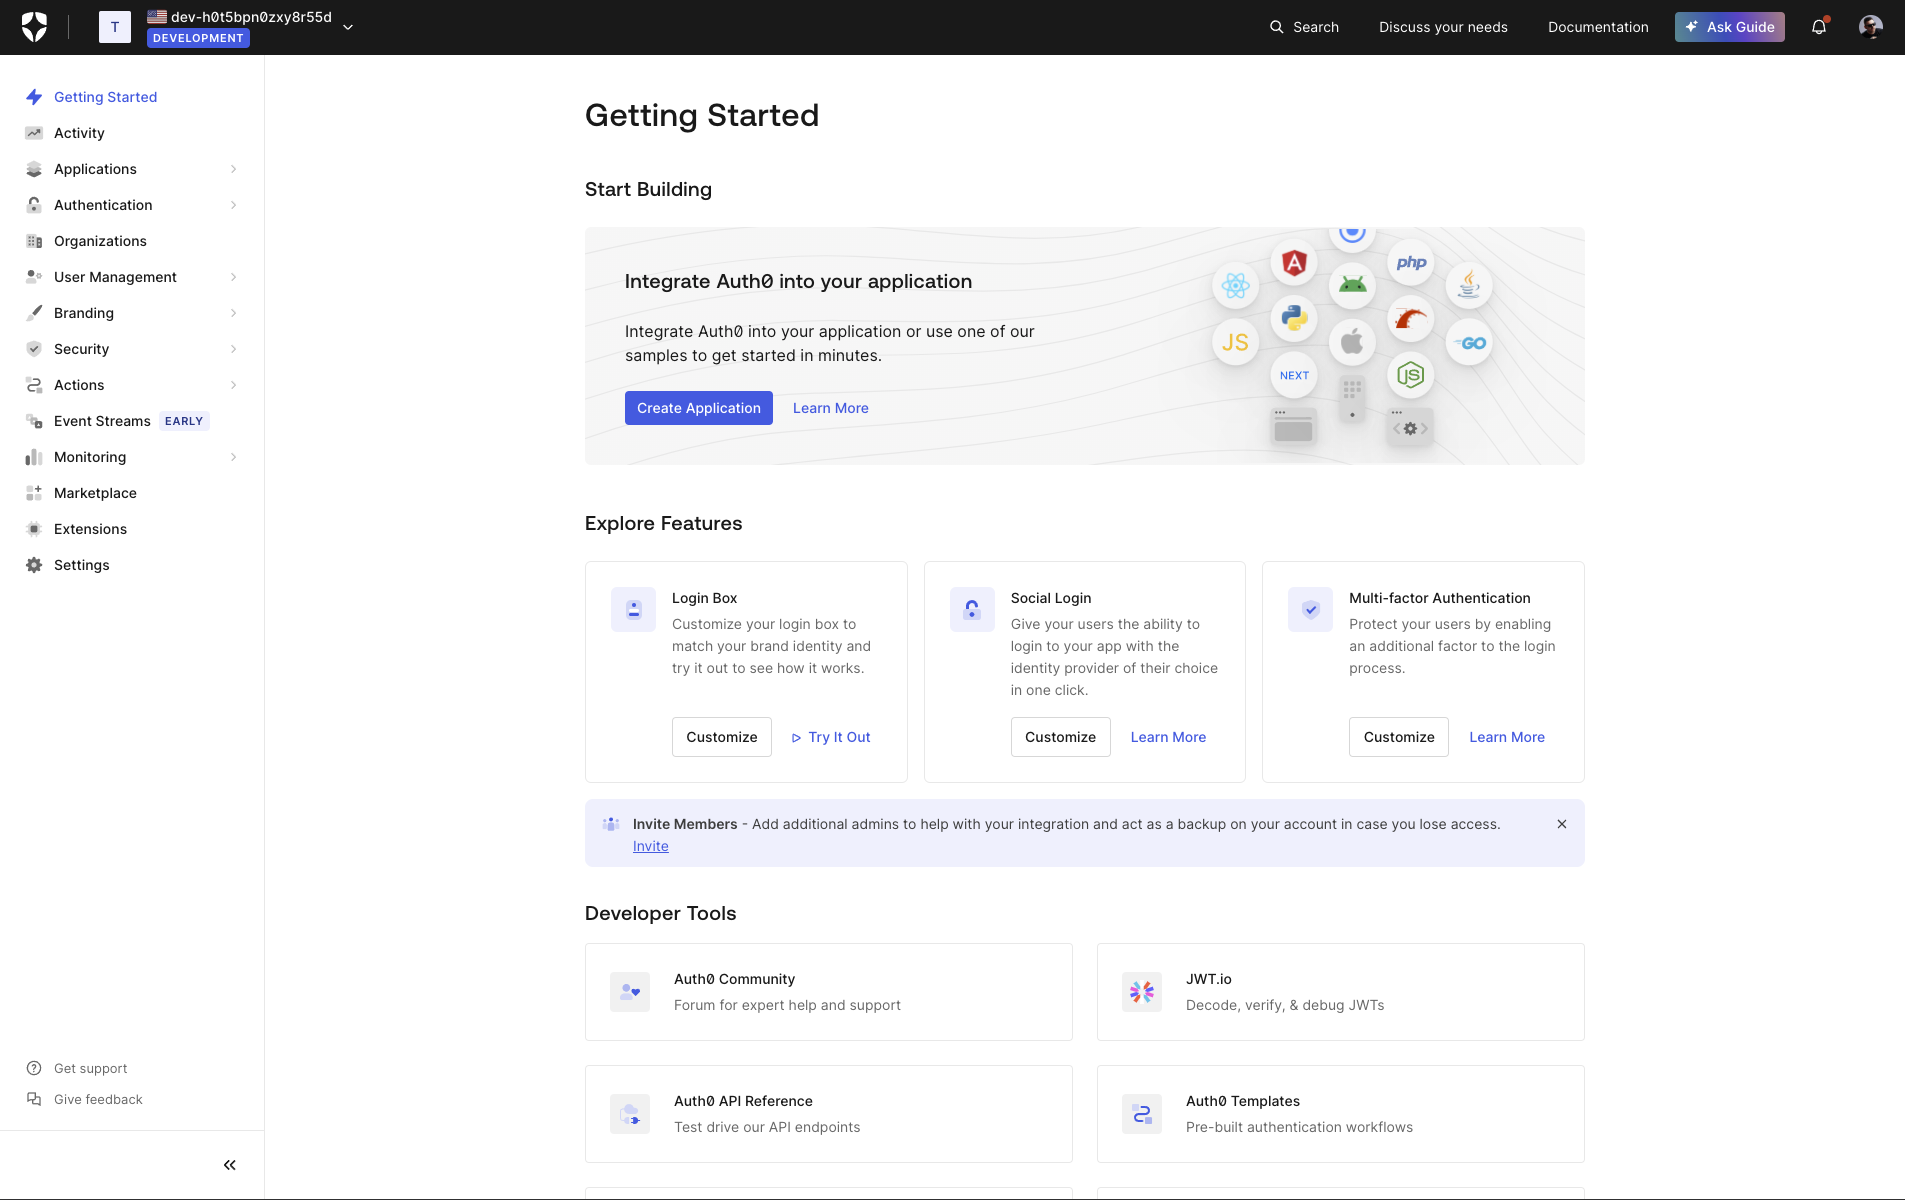 T
dev-h0t5bpn0zxy8r55d
DEVELOPMENT
Search
Discuss your needs
Documentation
Ask Guide
Getting Started
Activity
Applications
Authentication
Organizations
User Management
Branding
Security
Actions
Event Streams EARLY
Monitoring
Marketplace
Extensions
Settings
Get support
Give feedback
Getting Started
Start Building
Integrate Auth0 into your application
Integrate Auth0 into your application or use one of our
samples to get started in minutes.
Create Application
Learn More
php
JS
GO
NEXT
JS
Explore Features
Login Box
Customize your login box to
match your brand identity and
try it out to see how it works.
Customize
Try It Out
Social Login
Give your users the ability to
login to your app with the
identity provider of their choice
in one click.
Customize
Learn More
Multi-factor Authentication
Protect your users by enabling
an additional factor to the login
process.
Customize
Learn More
Invite Members - Add additional admins to help with your integration and act as a backup on your account in case you lose access.
Invite
Developer Tools
Auth0 Community
Forum for expert help and support
JWT.io
Decode, verify, & debug JWTs
Auth0 API Reference
Test drive our API endpoints
Auth0 Templates
Pre-built authentication workflows